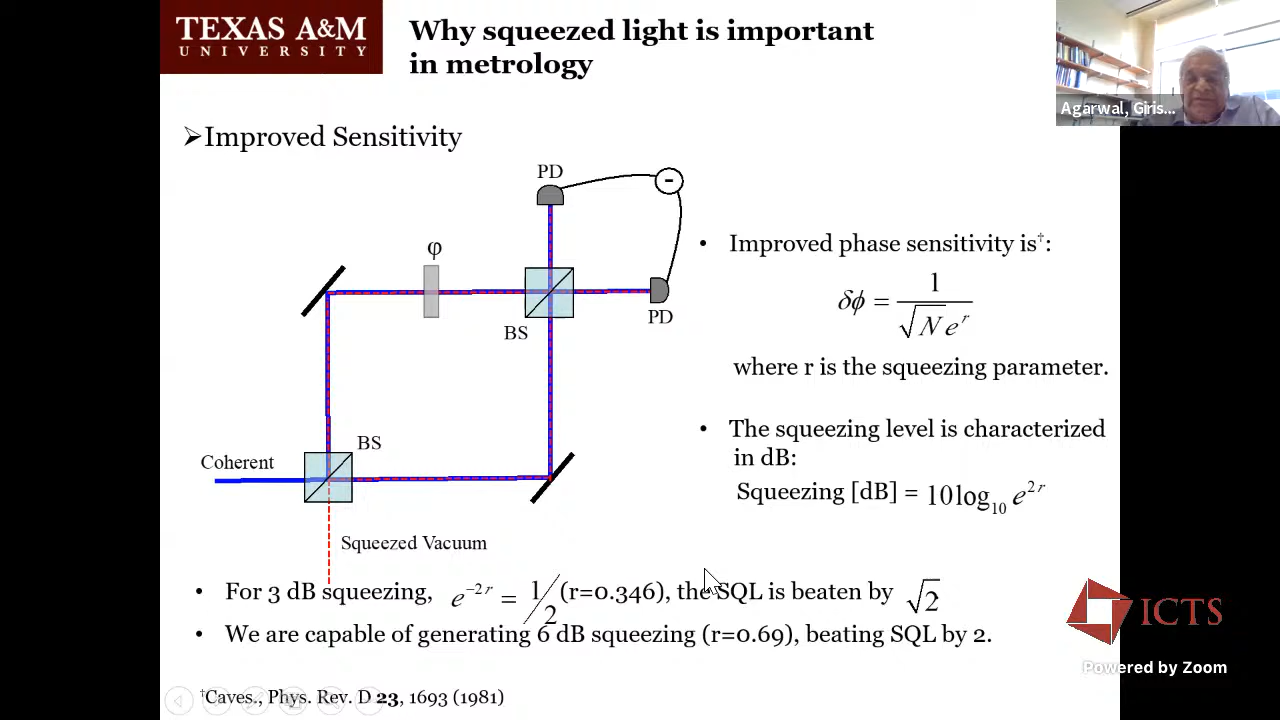 TEXAS A&M
UNIVERSITY
Why squeezed light is important
in metrology
Agarwal, Giris...
➢Improved Sensitivity
PD
-
φ
BS
PD
BS
Coherent
Squeezed Vacuum
• Improved phase sensitivity is†:
δϕ = 1/(√N e^r)
where r is the squeezing parameter.
• The squeezing level is characterized
in dB:
Squeezing [dB] = 10log₁₀ e^{2r}
• For 3 dB squeezing, e^{−2r} = 1/2 (r=0.346), the SQL is beaten by √2
• We are capable of generating 6 dB squeezing (r=0.69), beating SQL by 2.
†Caves., Phys. Rev. D 23, 1693 (1981)
ICTS
Powered by Zoom